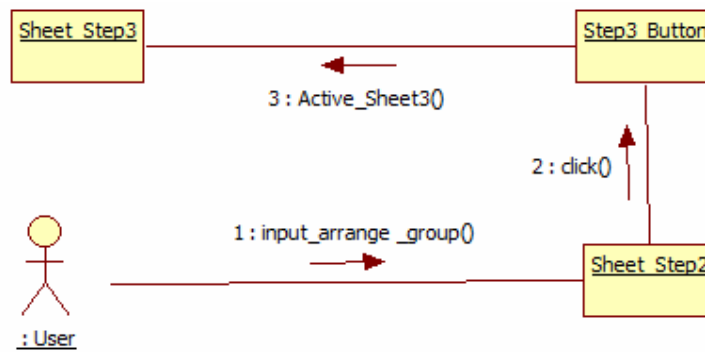 Sheet_Step3
Step3_Button
3 : Active_Sheet3()
2 : click()
1 : input_arrange _group()
Sheet_Step2
: User